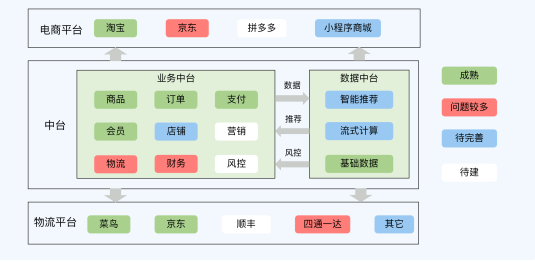 电商平台 淘宝 京东 拼多多 小程序商城
业务中台 数据 数据中台
商品 订单 支付 智能推荐
中台
推荐
会员 店铺 营销 流式计算
风控
物流 财务 风控 基础数据
物流平台 菜鸟 京东 顺丰 四通一达 其它
成熟
问题较多
待完善
待建